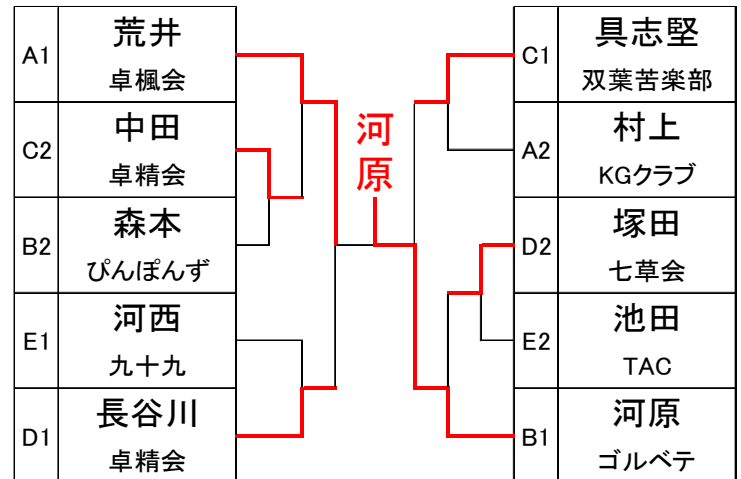 A1
荒井
卓楓会
C2
中田
卓精会
B2
森本
ぴんぽんず
E1
河西
九十九
D1
長谷川
卓精会
河原
C1
具志堅
双葉苦楽部
A2
村上
KGクラブ
D2
塚田
七草会
E2
池田
TAC
B1
河原
ゴルベテ